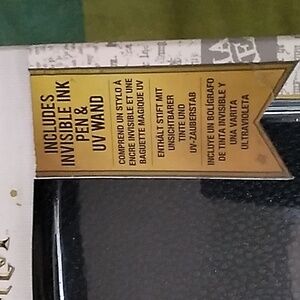 INCLUDES
INVISIBLE INK
PEN &
UV WAND
COMPREND UN STYLO À
ENCRE INVISIBLE ET UNE
BAGUETTE MAGIQUE UV
ENTHÄLT STIFT MIT
UNSICHTBARER
TINTE UND
UV-ZAUBERSTAB
INCLUYE UN BOLÍGRAFO
DE TINTA INVISIBLE Y
UNA VARITA
ULTRAVIOLETA